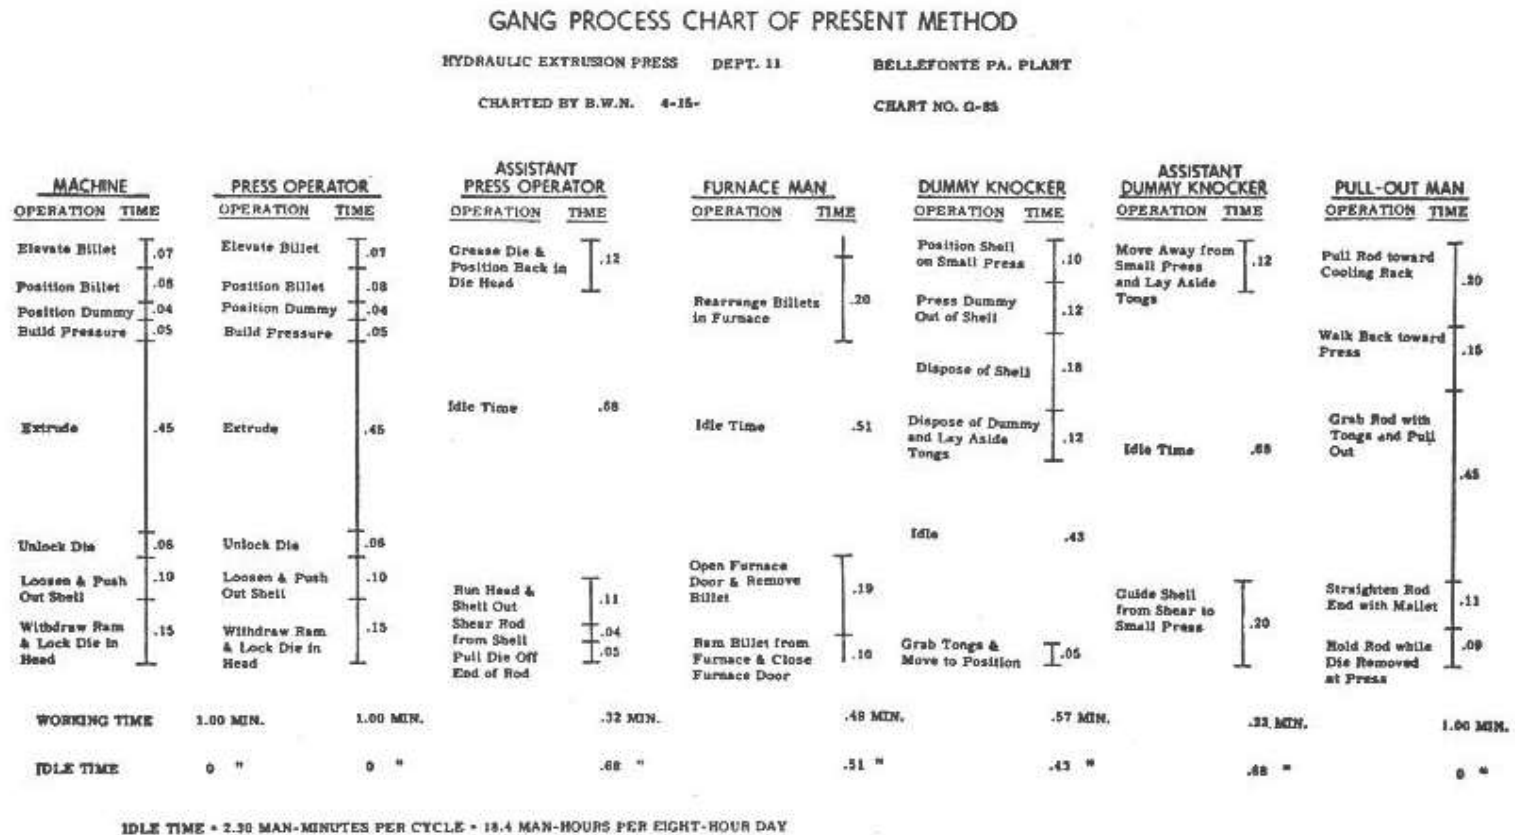 GANG PROCESS CHART OF PRESENT METHOD
HYDRAULIC EXTRUSION PRESS DEPT. 11 BELLEFONTE PA. PLANT
CHARTED BY B.W.N. 4-15- CHART NO. G-85
MACHINE
OPERATION TIME
Elevate Billet .07
Position Billet .08
Position Dummy .04
Build Pressure .05
Extrude .45
Unlock Die .06
Loosen & Push .10
Out Shell
Withdraw Ram .15
& Lock Die in
Head
PRESS OPERATOR
OPERATION TIME
Elevate Billet .07
Position Billet .08
Position Dummy .04
Build Pressure .05
Extrude .45
Unlock Die .06
Loosen & Push .10
Out Shell
Withdraw Ram .15
& Lock Die in
Head
ASSISTANT
PRESS OPERATOR
OPERATION TIME
Grease Die & .12
Position Back in
Die Head
Idle Time .68
Run Head & .11
Shell Out
Shear Rod .04
from Shell
Pull Die Off .05
End of Rod
FURNACE MAN
OPERATION TIME
Rearrange Billets .20
in Furnace
Idle Time .51
Open Furnace
Door & Remove .19
Billet
Ram Billet from .10
Furnace & Close
Furnace Door
DUMMY KNOCKER
OPERATION TIME
Position Shell .10
on Small Press
Press Dummy .12
Out of Shell
Dispose of Shell .18
Dispose of Dummy .12
and Lay Aside
Tongs
Idle .43
Grab Tongs & .05
Move to Position
ASSISTANT
DUMMY KNOCKER
OPERATION TIME
Move Away from .12
Small Press
and Lay Aside
Tongs
Idle Time .68
Guide Shell
from Shear to .20
Small Press
PULL-OUT MAN
OPERATION TIME
Pull Rod toward .20
Cooling Rack
Walk Back toward .15
Press
Grab Rod with
Tongs and Pull .45
Out
Straighten Rod .11
End with Mallet
Hold Rod while .09
Die Removed
at Press
WORKING TIME 1.00 MIN. 1.00 MIN. .32 MIN. .49 MIN. .57 MIN. MIN. 1.00 MIN.
IDLE TIME 0 " 0 " .68 " .51 " .43 " .68 " 0 "
IDLE TIME = 2.30 MAN-MINUTES PER CYCLE = 18.4 MAN-HOURS PER EIGHT-HOUR DAY